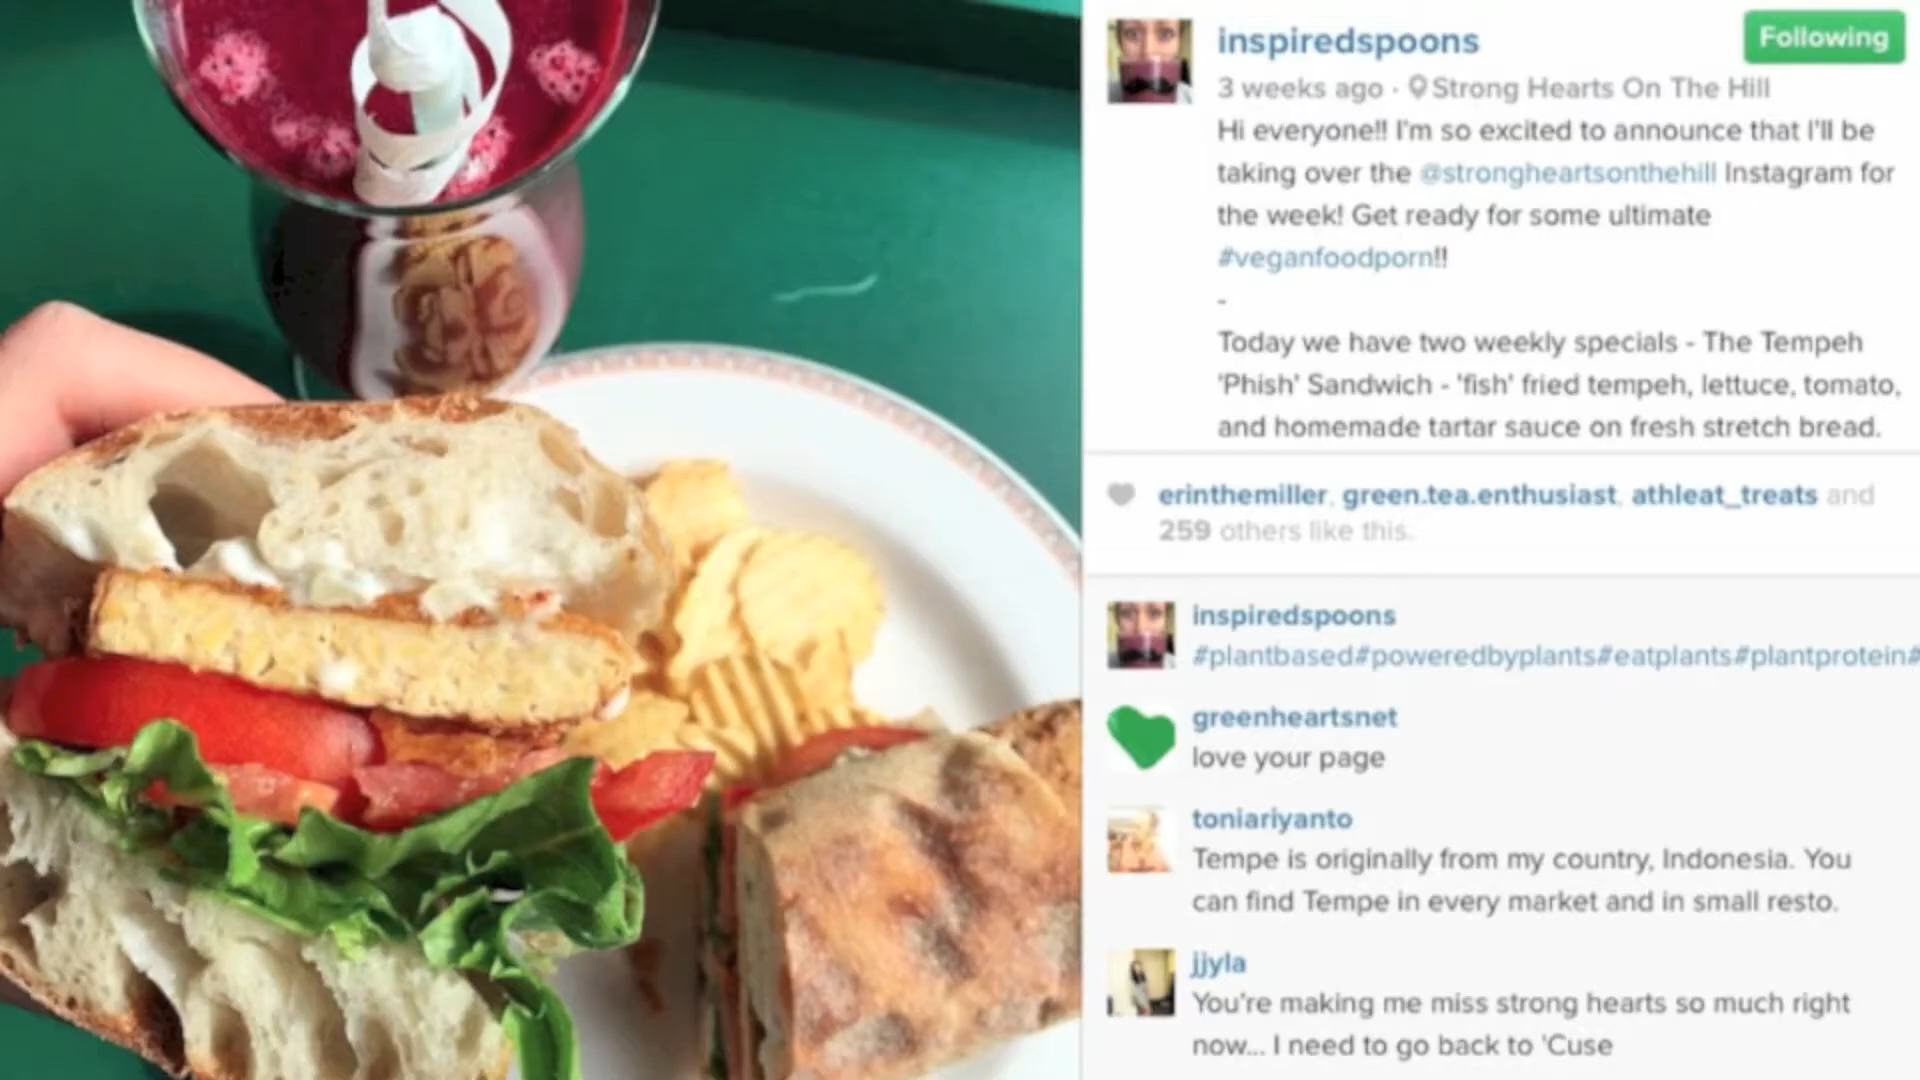 inspiredspoons
Following
3 weeks ago · Strong Hearts On The Hill
Hi everyone!! I'm so excited to announce that I'll be
taking over the @strongheartsonthehill Instagram for
the week! Get ready for some ultimate
#veganfoodporn!!
-
Today we have two weekly specials - The Tempeh
'Phish' Sandwich - 'fish' fried tempeh, lettuce, tomato,
and homemade tartar sauce on fresh stretch bread.
erinthemiller, green.tea.enthusiast, athleat_treats and
259 others like this.
inspiredspoons
#plantbased#poweredbyplants#eatplants#plantprotein#
greenheartsnet
love your page
toniariyanto
Tempe is originally from my country, Indonesia. You
can find Tempe in every market and in small resto.
jjyla
You're making me miss strong hearts so much right
now... I need to go back to 'Cuse